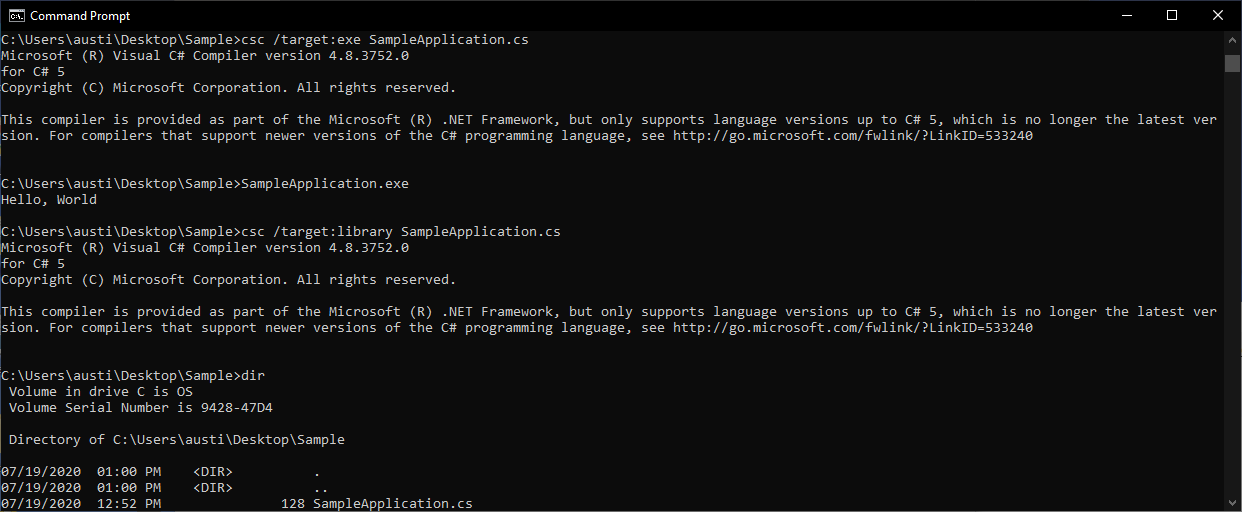 Command Prompt
C:\Users\austi\Desktop\Sample>csc /target:exe SampleApplication.cs
Microsoft (R) Visual C# Compiler version 4.8.3752.0
for C# 5
Copyright (C) Microsoft Corporation. All rights reserved.
This compiler is provided as part of the Microsoft (R) .NET Framework, but only supports language versions up to C# 5, which is no longer the latest ver
sion. For compilers that support newer versions of the C# programming language, see http://go.microsoft.com/fwlink/?LinkID=533240
C:\Users\austi\Desktop\Sample>SampleApplication.exe
Hello, World
C:\Users\austi\Desktop\Sample>csc /target:library SampleApplication.cs
Microsoft (R) Visual C# Compiler version 4.8.3752.0
for C# 5
Copyright (C) Microsoft Corporation. All rights reserved.
This compiler is provided as part of the Microsoft (R) .NET Framework, but only supports language versions up to C# 5, which is no longer the latest ver
sion. For compilers that support newer versions of the C# programming language, see http://go.microsoft.com/fwlink/?LinkID=533240
C:\Users\austi\Desktop\Sample>dir
 Volume in drive C is OS
 Volume Serial Number is 9428-47D4
 Directory of C:\Users\austi\Desktop\Sample
07/19/2020  01:00 PM    <DIR>          .
07/19/2020  01:00 PM    <DIR>          ..
07/19/2020  12:52 PM               128 SampleApplication.cs